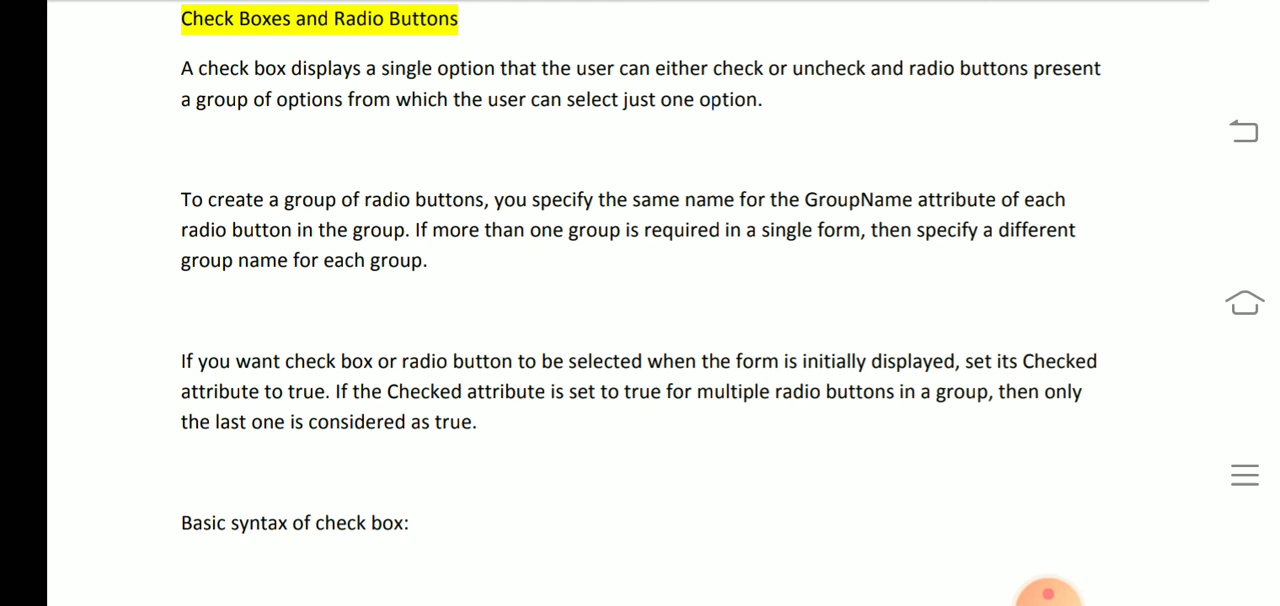 Check Boxes and Radio Buttons
A check box displays a single option that the user can either check or uncheck and radio buttons present
a group of options from which the user can select just one option.
To create a group of radio buttons, you specify the same name for the GroupName attribute of each
radio button in the group. If more than one group is required in a single form, then specify a different
group name for each group.
If you want check box or radio button to be selected when the form is initially displayed, set its Checked
attribute to true. If the Checked attribute is set to true for multiple radio buttons in a group, then only
the last one is considered as true.
Basic syntax of check box: